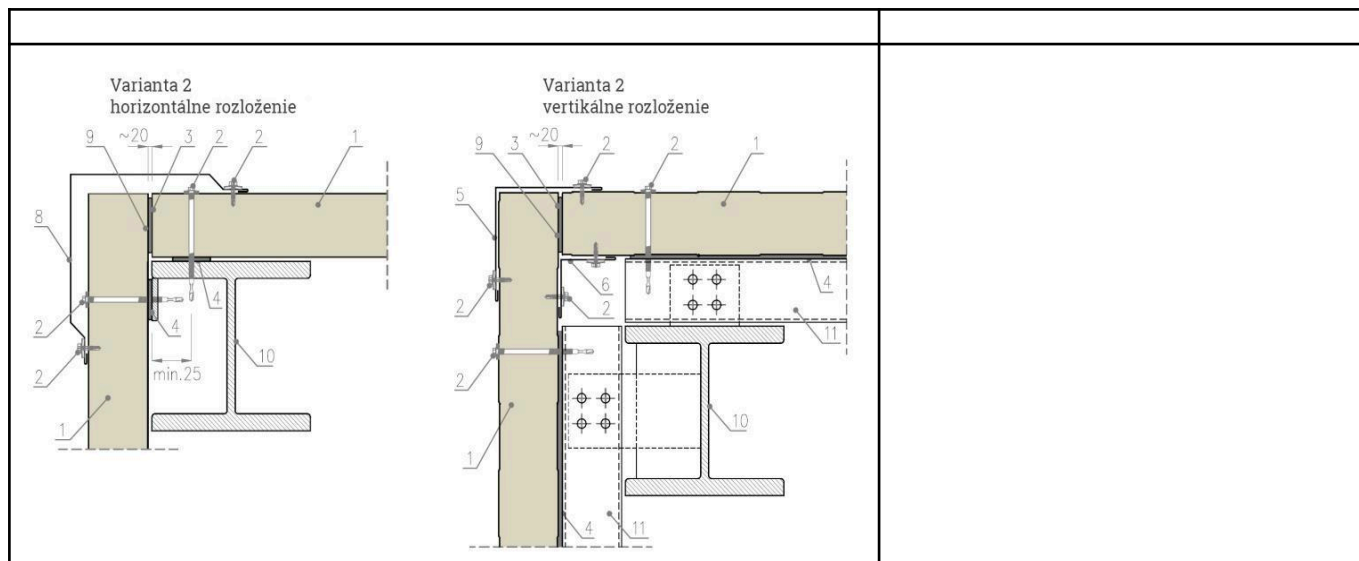 Varianta 2
horizontálne rozloženie
9 ~20 3 2 2 1
8
4
2 4
10
2 min.25
1
Varianta 2
vertikálne rozloženie
~20
9 3 2 2 1
5
6 4
2 2
11
2
10
1
4 11